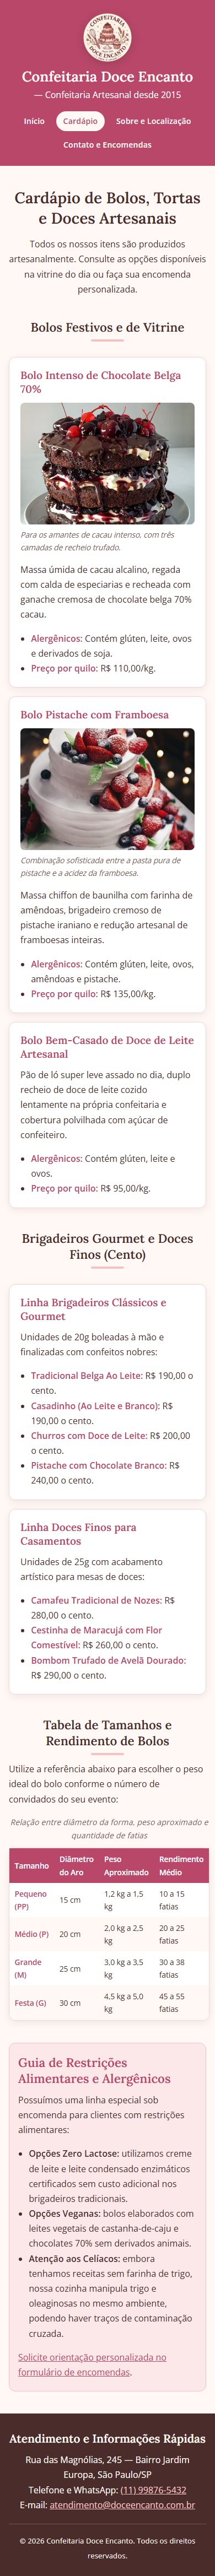 CONFEITARIA
DOCE ENCANTO
Confeitaria Doce Encanto
— Confeitaria Artesanal desde 2015
Início
Cardápio
Sobre e Localização
Contato e Encomendas
Cardápio de Bolos, Tortas
e Doces Artesanais
Todos os nossos itens são produzidos
artesanalmente. Consulte as opções disponíveis
na vitrine do dia ou faça sua encomenda
personalizada.
Bolos Festivos e de Vitrine
Bolo Intenso de Chocolate Belga
70%
Para os amantes de cacau intenso, com três
camadas de recheio trufado.
Massa úmida de cacau alcalino, regada
com calda de especiarias e recheada com
ganache cremosa de chocolate belga 70%
cacau.
Alergênicos: Contém glúten, leite, ovos
e derivados de soja.
Preço por quilo: R$ 110,00/kg.
Bolo Pistache com Framboesa
Combinação sofisticada entre a pasta pura de
pistache e a acidez da framboesa.
Massa chiffon de baunilha com farinha de
amêndoas, brigadeiro cremoso de
pistache iraniano e redução artesanal de
framboesas inteiras.
Alergênicos: Contém glúten, leite, ovos,
amêndoas e pistache.
Preço por quilo: R$ 135,00/kg.
Bolo Bem-Casado de Doce de Leite
Artesanal
Pão de ló super leve assado no dia, duplo
recheio de doce de leite cozido
lentamente na própria confeitaria e
cobertura polvilhada com açúcar de
confeiteiro.
Alergênicos: Contém glúten, leite e
ovos.
Preço por quilo: R$ 95,00/kg.
Brigadeiros Gourmet e Doces
Finos (Cento)
Linha Brigadeiros Clássicos e
Gourmet
Unidades de 20g boleadas à mão e
finalizadas com confeitos nobres:
Tradicional Belga Ao Leite: R$ 190,00 o
cento.
Casadinho (Ao Leite e Branco): R$
190,00 o cento.
Churros com Doce de Leite: R$ 200,00
o cento.
Pistache com Chocolate Branco: R$
240,00 o cento.
Linha Doces Finos para
Casamentos
Unidades de 25g com acabamento
artístico para mesas de doces:
Camafeu Tradicional de Nozes: R$
280,00 o cento.
Cestinha de Maracujá com Flor
Comestível: R$ 260,00 o cento.
Bombom Trufado de Avelã Dourado:
R$ 290,00 o cento.
Tabela de Tamanhos e
Rendimento de Bolos
Utilize a referência abaixo para escolher o peso
ideal do bolo conforme o número de
convidados do seu evento:
Relação entre diâmetro da forma, peso aproximado e
quantidade de fatias
Tamanho Diâmetro do Aro Peso Aproximado Rendimento Médio
Pequeno (PP) 15 cm 1,2 kg a 1,5 kg 10 a 15 fatias
Médio (P) 20 cm 2,0 kg a 2,5 kg 20 a 25 fatias
Grande (M) 25 cm 3,0 kg a 3,5 kg 30 a 38 fatias
Festa (G) 30 cm 4,5 kg a 5,0 kg 45 a 55 fatias
Guia de Restrições
Alimentares e Alergênicos
Possuímos uma linha especial sob
encomenda para clientes com restrições
alimentares:
Opções Zero Lactose: utilizamos creme
de leite e leite condensado enzimáticos
certificados sem custo adicional nos
brigadeiros tradicionais.
Opções Veganas: bolos elaborados com
leites vegetais de castanha-de-caju e
chocolates 70% sem derivados animais.
Atenção aos Celíacos: embora
tenhamos receitas sem farinha de trigo,
nossa cozinha manipula trigo e
oleaginosas no mesmo ambiente,
podendo haver traços de contaminação
cruzada.
Solicite orientação personalizada no
formulário de encomendas.
Atendimento e Informações Rápidas
Rua das Magnólias, 245 — Bairro Jardim
Europa, São Paulo/SP
Telefone e WhatsApp: (11) 99876-5432
E-mail: atendimento@doceencanto.com.br
© 2026 Confeitaria Doce Encanto. Todos os direitos
reservados.